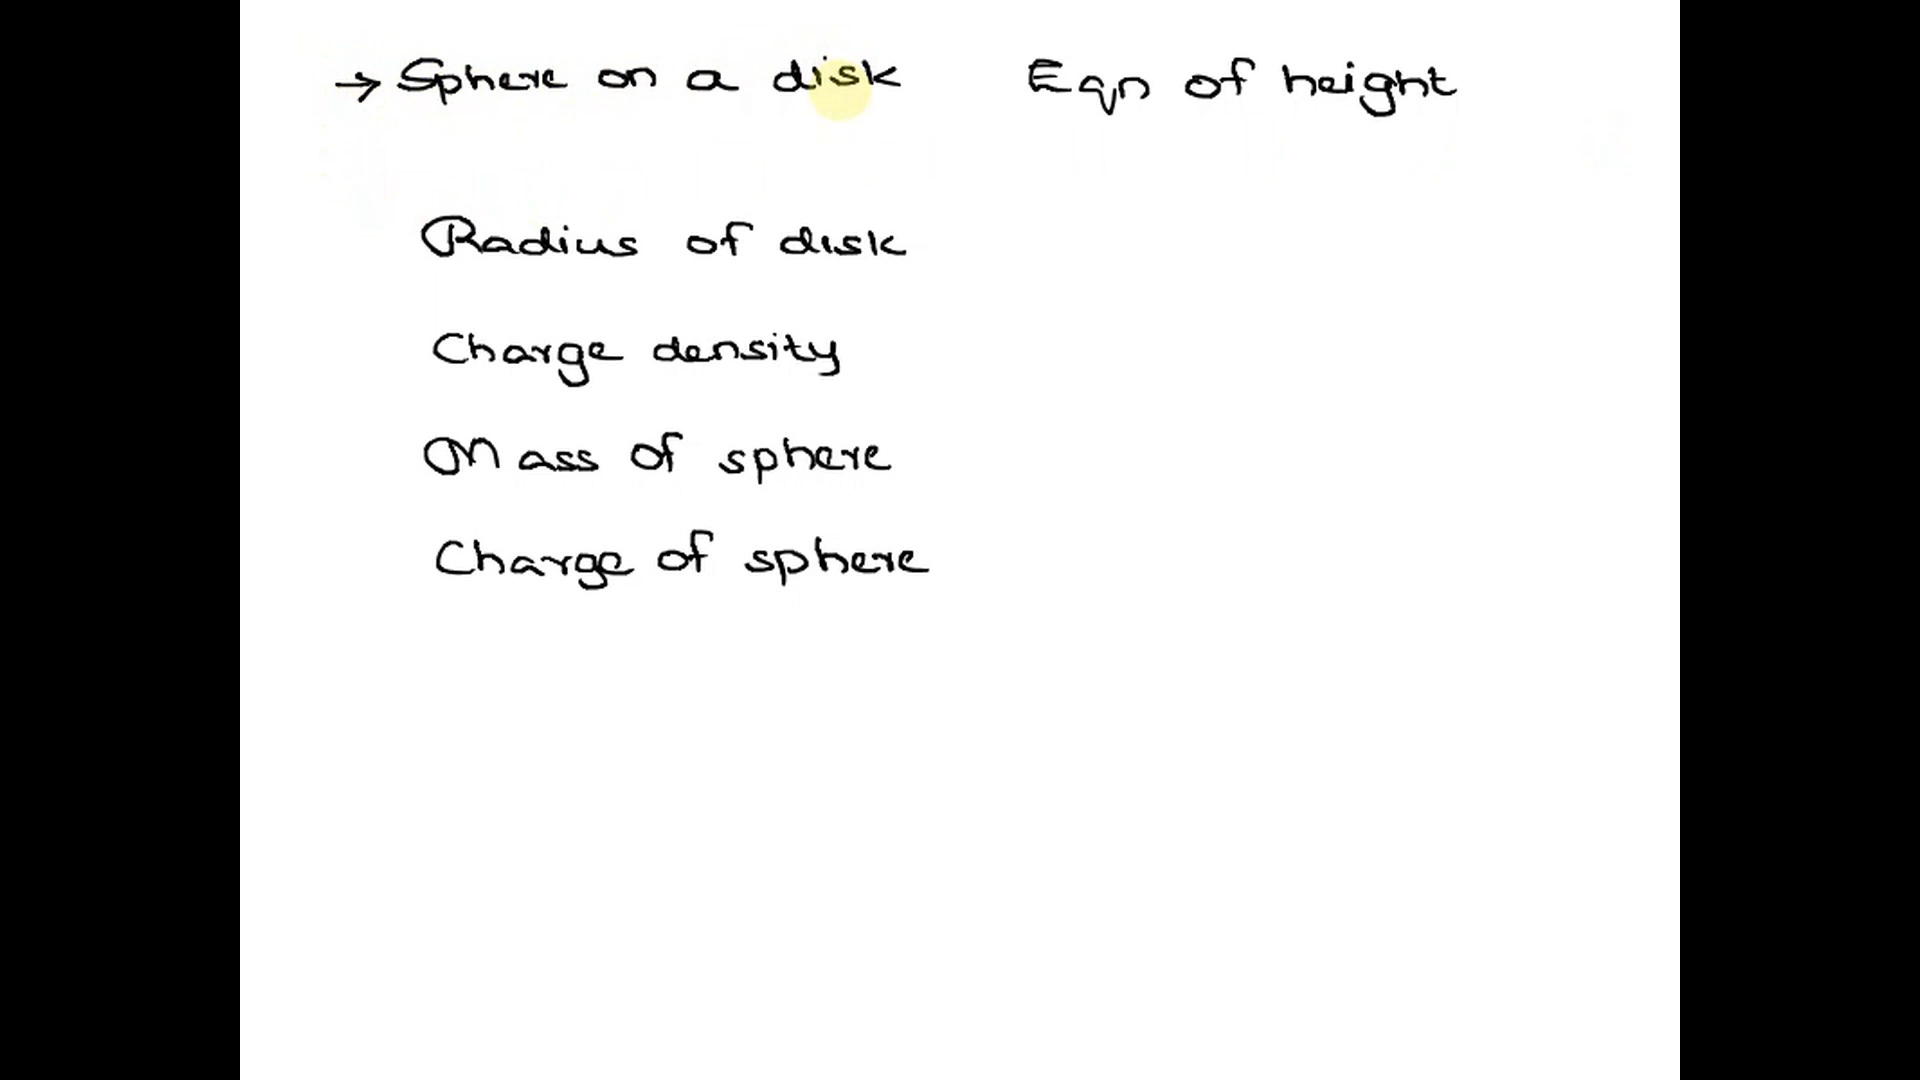 → Sphere on a disk Eqn of height
Radius of disk
Charge density
Mass of sphere
Charge of sphere